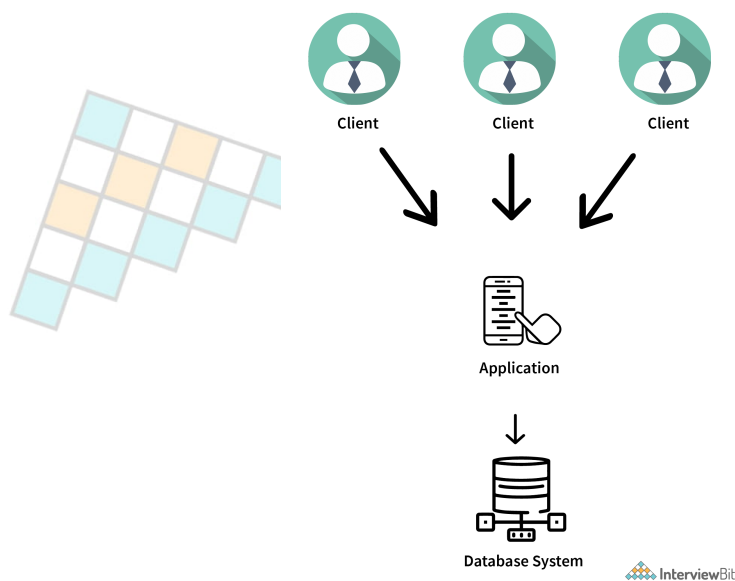 Client Client Client
Application
Database System
InterviewBit